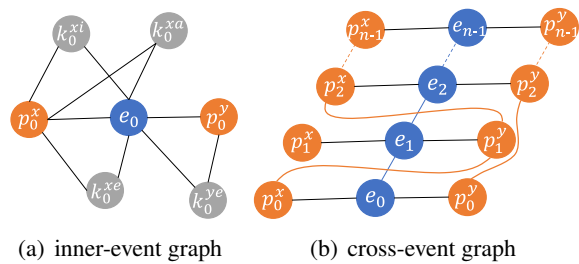 k_0^{xi} k_0^{xa}
p_0^x e_0 p_0^y
k_0^{xe} k_0^{ye}
(a) inner-event graph
p_{n-1}^x e_{n-1} p_{n-1}^y
p_2^x e_2 p_2^y
p_1^x e_1 p_1^y
p_0^x e_0 p_0^y
(b) cross-event graph